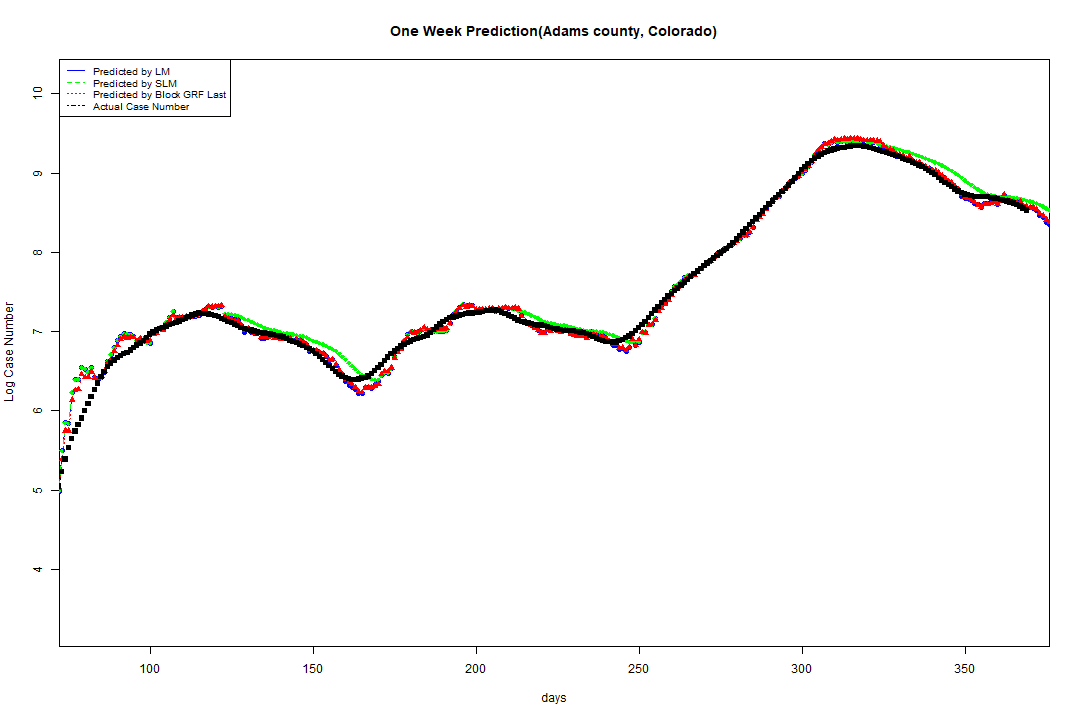 One Week Prediction(Adams county, Colorado)
Predicted by LM
Predicted by SLM
Predicted by Block GRF Last
Actual Case Number
10
9
8
7
6
5
4
Log Case Number
100 150 200 250 300 350
days